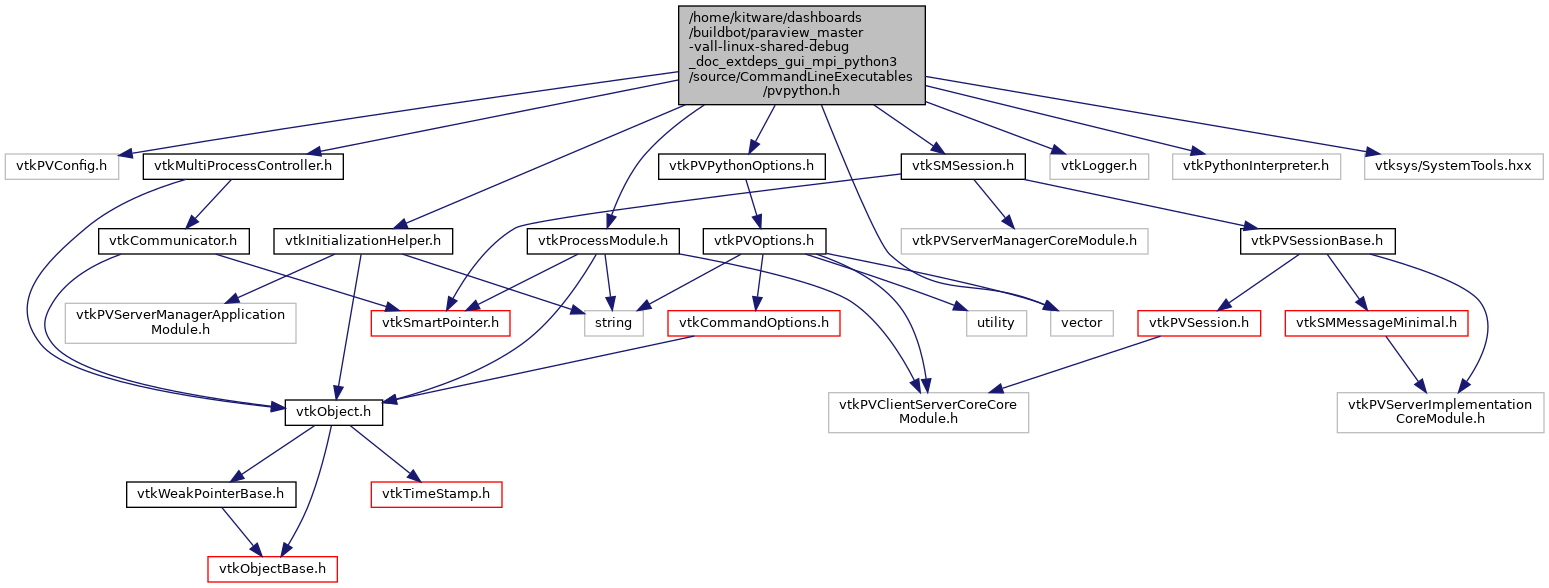 /home/kitware/dashboards
/buildbot/paraview_master
-vall-linux-shared-debug
_doc_extdeps_gui_mpi_python3
/source/CommandLineExecutables
/pvpython.h
vtkPVConfig.h
vtkMultiProcessController.h
vtkPVPythonOptions.h
vtkSMSession.h
vtkLogger.h
vtkPythonInterpreter.h
vtksys/SystemTools.hxx
vtkCommunicator.h
vtkInitializationHelper.h
vtkProcessModule.h
vtkPVOptions.h
vtkPVServerManagerCoreModule.h
vtkPVSessionBase.h
vtkPVServerManagerApplication
Module.h
vtkSmartPointer.h
string
vtkCommandOptions.h
utility
vector
vtkPVSession.h
vtkSMMessageMinimal.h
vtkObject.h
vtkPVClientServerCoreCore
Module.h
vtkPVServerImplementation
CoreModule.h
vtkWeakPointerBase.h
vtkTimeStamp.h
vtkObjectBase.h